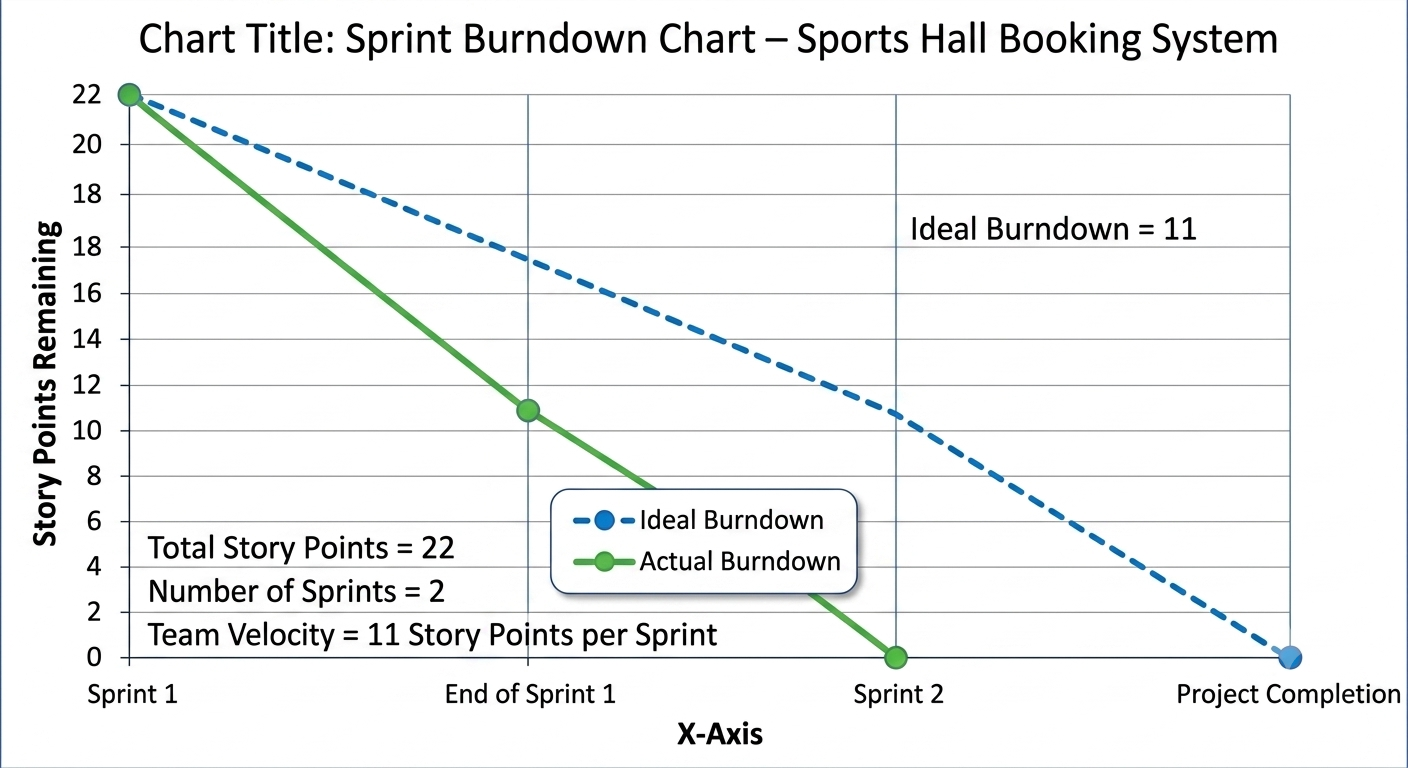 Chart Title: Sprint Burndown Chart – Sports Hall Booking System
22
20
18
18
16
14
12
10
8
6
4
2
0
Story Points Remaining
Ideal Burndown = 11
Ideal Burndown
Actual Burndown
Total Story Points = 22
Number of Sprints = 2
Team Velocity = 11 Story Points per Sprint
Sprint 1
End of Sprint 1
Sprint 2
Project Completion
X-Axis